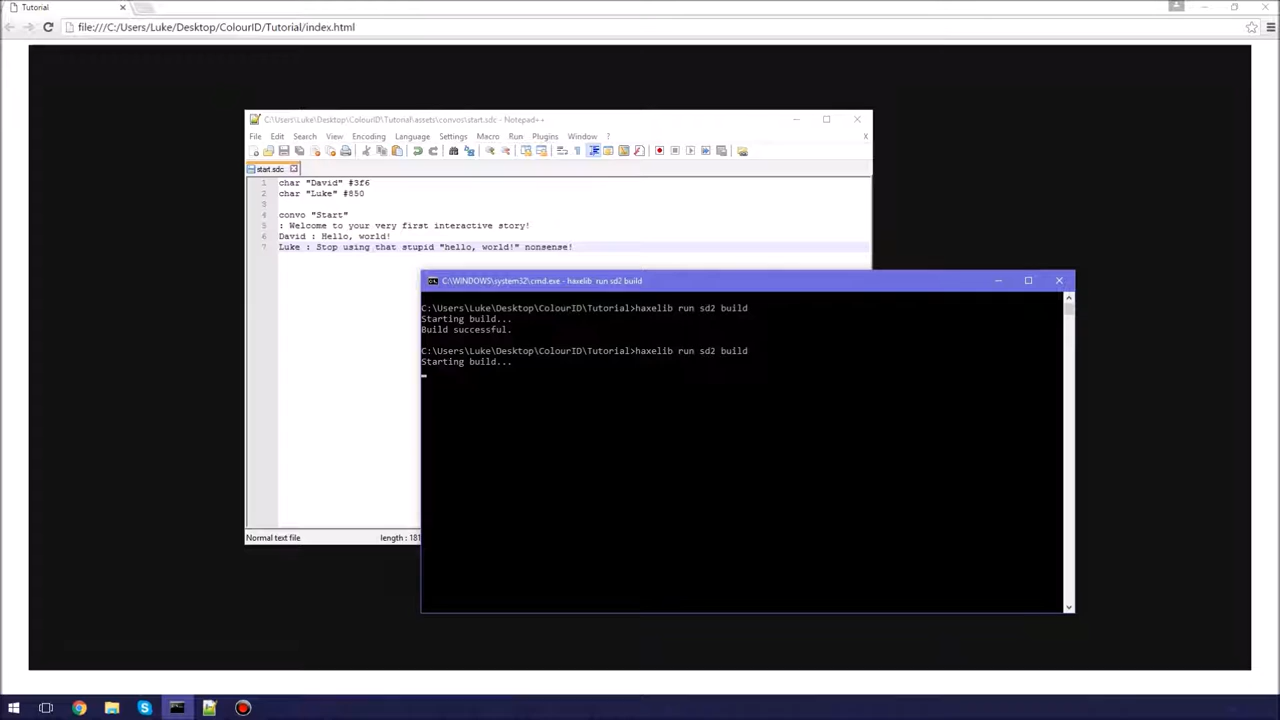 Tutorial
file:///C:/Users/Luke/Desktop/ColourID/Tutorial/index.html
C:\Users\Luke\Desktop\ColourID\Tutorial\assets\convos\start.sdc - Notepad++
File Edit Search View Encoding Language Settings Macro Run Plugins Window ?
start.sdc
1 char "David" #3f6
2 char "Luke" #850
3
4 convo "Start"
5 : Welcome to your very first interactive story!
6 David : Hello, world!
7 Luke : Stop using that stupid "hello, world!" nonsense!
Normal text file
length : 181
C:\WINDOWS\system32\cmd.exe - haxelib run sd2 build
C:\Users\Luke\Desktop\ColourID\Tutorial>haxelib run sd2 build
Starting build...
Build successful.
C:\Users\Luke\Desktop\ColourID\Tutorial>haxelib run sd2 build
Starting build...